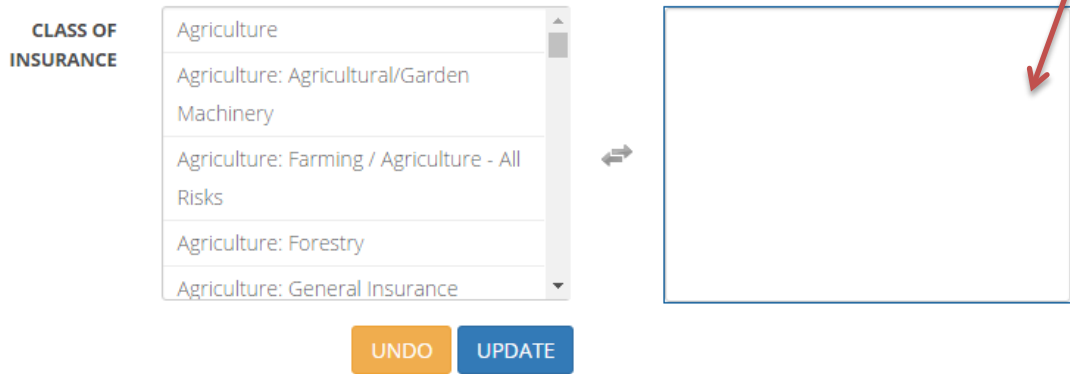 CLASS OF
INSURANCE
Agriculture
Agriculture: Agricultural/Garden
Machinery
Agriculture: Farming / Agriculture - All
Risks
Agriculture: Forestry
Agriculture: General Insurance
UNDO
UPDATE